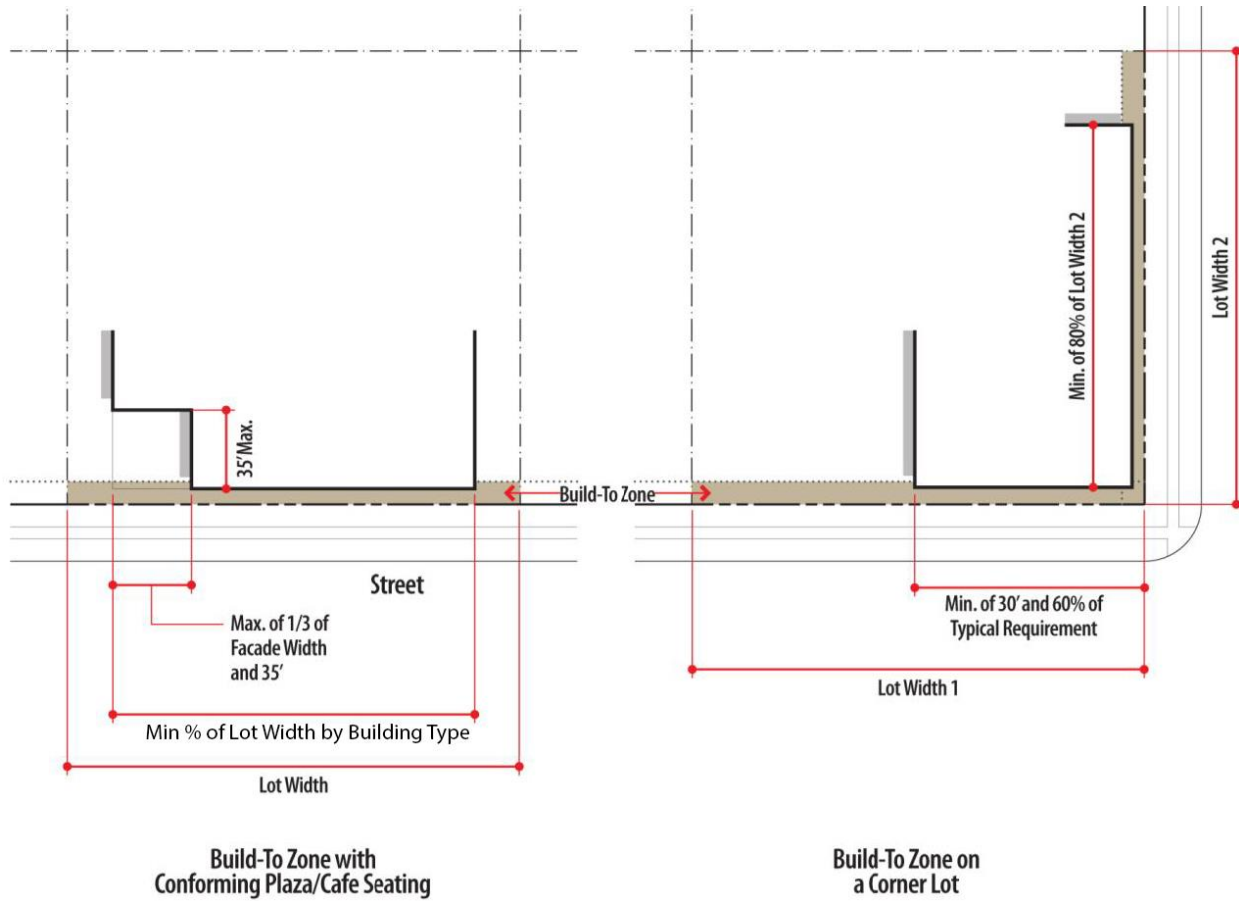 35' Max.
Build-To Zone
Street
Max. of 1/3 of
Facade Width
and 35'
Min % of Lot Width by Building Type
Lot Width
Build-To Zone with
Conforming Plaza/Cafe Seating
Min. of 80% of Lot Width 2
Lot Width 2
Min. of 30' and 60% of
Typical Requirement
Lot Width 1
Build-To Zone on
a Corner Lot